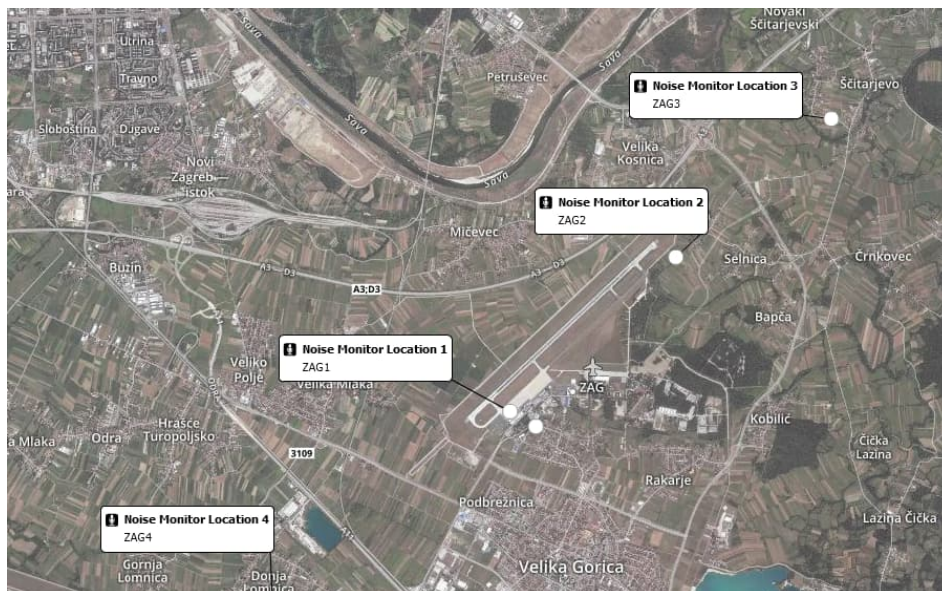 Novaki
Ščitarjevski
Utrina
Travno
Petruševec
Sava
Sava
Noise Monitor Location 3
ZAG3
Ščitarjevo
Sloboština
Dugave
Sava
Velika
Kosnica
Novi
Zagreb—
istok
Sava
Noise Monitor Location 2
ZAG2
Mičevec
Selnica
Črnkovec
Buzin
A3—D3
A3—D3
A3;D3
Bapča
Noise Monitor Location 1
ZAG1
Veliko
Polje
Velika Mlaka
ZAG
Hrašće
Turopoljsko
Odra
a Mlaka
Kobilić
Čička
Lazina
3109
Rakarje
Podbrežnica
Noise Monitor Location 4
ZAG4
Lazina Čička
Gornja
Lomnica
Donja
Lomnica
Velika Gorica